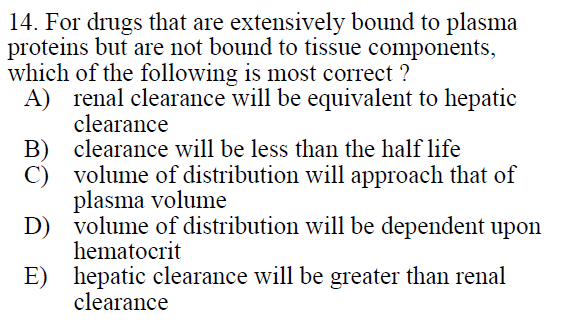 14. For drugs that are extensively bound to plasma
proteins but are not bound to tissue components,
which of the following is most correct ?
A) renal clearance will be equivalent to hepatic
clearance
B) clearance will be less than the half life
C) volume of distribution will approach that of
plasma volume
D) volume of distribution will be dependent upon
hematocrit
E) hepatic clearance will be greater than renal
clearance